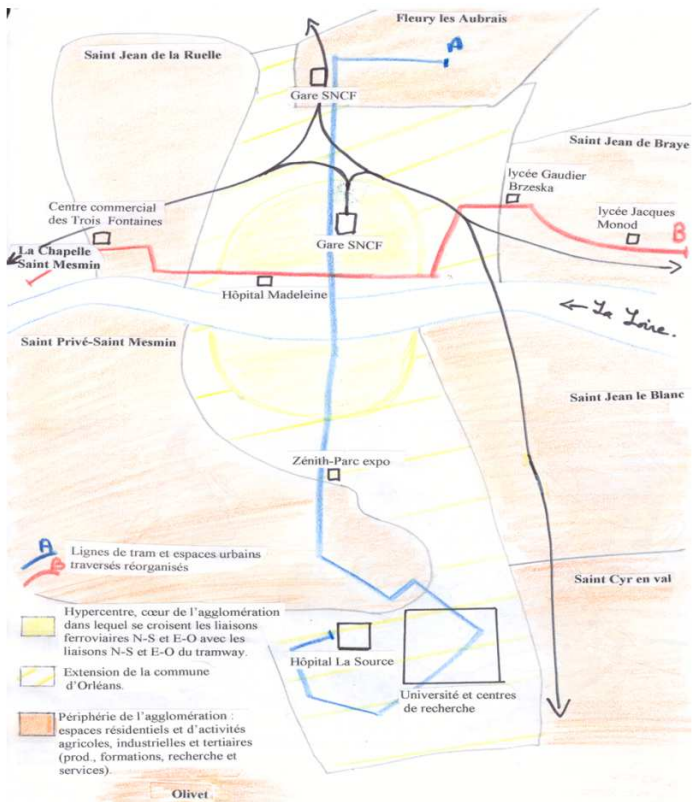 Fleury les Aubrais
A
Saint Jean de la Ruelle
Gare SNCF
Saint Jean de Braye
lycée Gaudier
Brzeska
lycée Jacques
Monod
Centre commercial
des Trois Fontaines
Gare SNCF
B
La Chapelle
Saint Mesmin
Hôpital Madeleine
← La Loire.
Saint Privé-Saint Mesmin
Saint Jean le Blanc
Zénith-Parc expo
A
B
Lignes de tram et espaces urbains
traversés réorganisés
Saint Cyr en val
Hypercentre, cœur de l'agglomération
dans lequel se croisent les liaisons
ferroviaires N-S et E-O avec les
liaisons N-S et E-O du tramway.
Hôpital La Source
Extension de la commune
d'Orléans.
Université et centres
de recherche
Périphérie de l'agglomération :
espaces résidentiels et d'activités
agricoles, industrielles et tertiaires
(prod., formations, recherche et
services).
Olivet